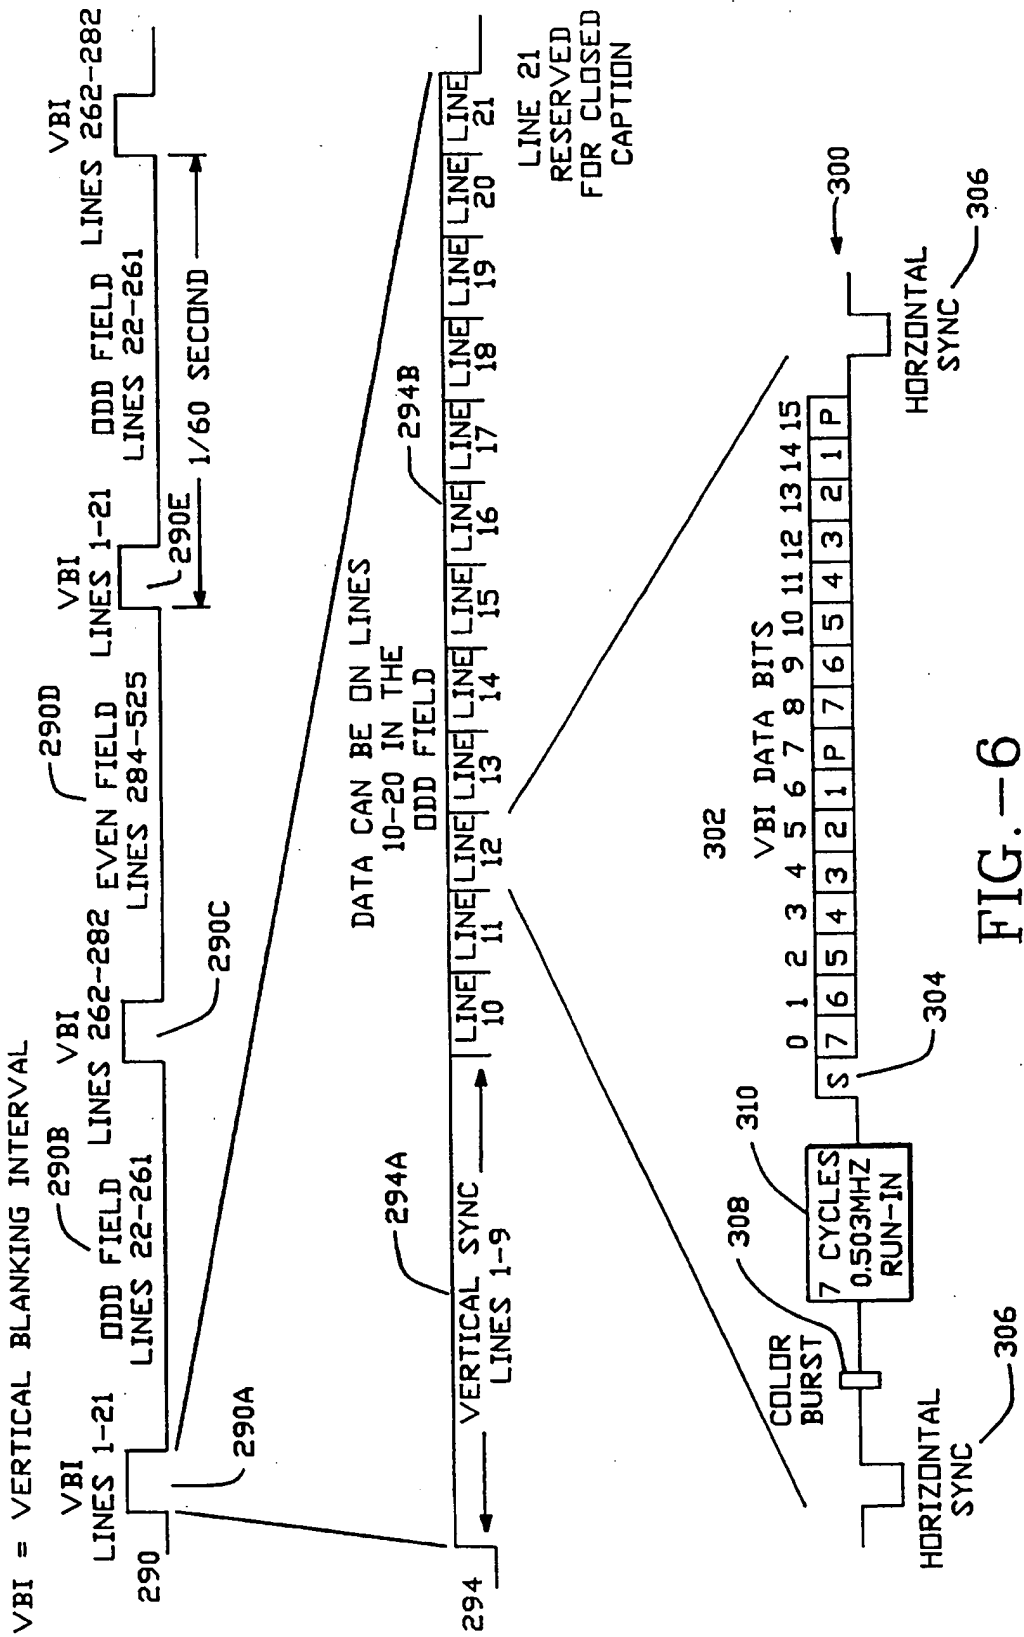 VBI = VERTICAL BLANKING INTERVAL
VBI
LINES 1-21
290
290A
290B
ODD FIELD
LINES 22-261
VBI
LINES 262-282
290C
290D
EVEN FIELD
LINES 284-525
VBI
LINES 1-21
290E
1/60 SECOND
ODD FIELD
LINES 22-261
VBI
LINES 262-282
294
294A
VERTICAL SYNC
LINES 1-9
DATA CAN BE ON LINES
10-20 IN THE
ODD FIELD
294B
LINE LINE LINE LINE LINE LINE LINE LINE LINE LINE LINE LINE
10 11 12 13 14 15 16 17 18 19 20 21
LINE 21
RESERVED
FOR CLOSED
CAPTION
300
302
VBI DATA BITS
0 1 2 3 4 5 6 7 8 9 10 11 12 13 14 15
S 7 6 5 4 3 2 1 P 7 6 5 4 3 2 1 P
304
310
7 CYCLES
0.503MHZ
RUN-IN
308
COLOR
BURST
HORIZONTAL
SYNC
306
HORZONTAL
SYNC
306
FIG.-6